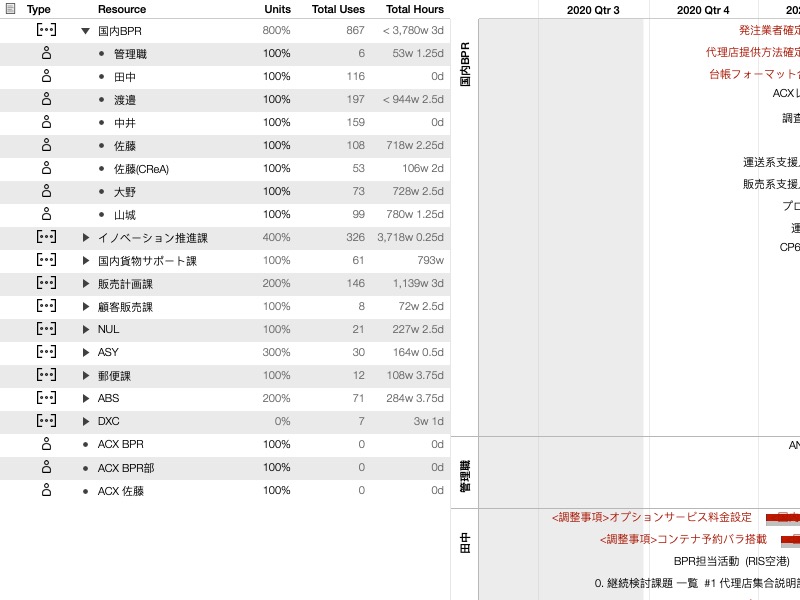 Type Resource Units Total Uses Total Hours
国内BPR 800% 867 < 3,780w 3d
管理職 100% 6 53w 1.25d
田中 100% 116 0d
渡邉 100% 197 < 944w 2.5d
中井 100% 159 0d
佐藤 100% 108 718w 2.25d
佐藤(CReA) 100% 53 106w 2d
大野 100% 73 728w 2.5d
山城 100% 99 780w 1.25d
イノベーション推進課 400% 326 3,718w 0.25d
国内貨物サポート課 100% 61 793w
販売計画課 200% 146 1,139w 3d
顧客販売課 100% 8 72w 2.5d
NUL 100% 21 227w 2.5d
ASY 300% 30 164w 0.5d
郵便課 100% 12 108w 3.75d
ABS 200% 71 284w 3.75d
DXC 0% 7 3w 1d
ACX BPR 100% 0 0d
ACX BPR部 100% 0 0d
ACX 佐藤 100% 0 0d
2020 Qtr 3 2020 Qtr 4 202
国内BPR
発注業者確定
代理店提供方法確定
台帳フォーマット
ACX
調査
運送系支援
販売系支援
プロ
運
CP6
管理職
AN
田中
<調整事項>オプションサービス料金設定
<調整事項>コンテナ予約バラ搭載
BPR担当活動 (RIS空港)
0. 継続検討課題 一覧 #1 代理店集合説明